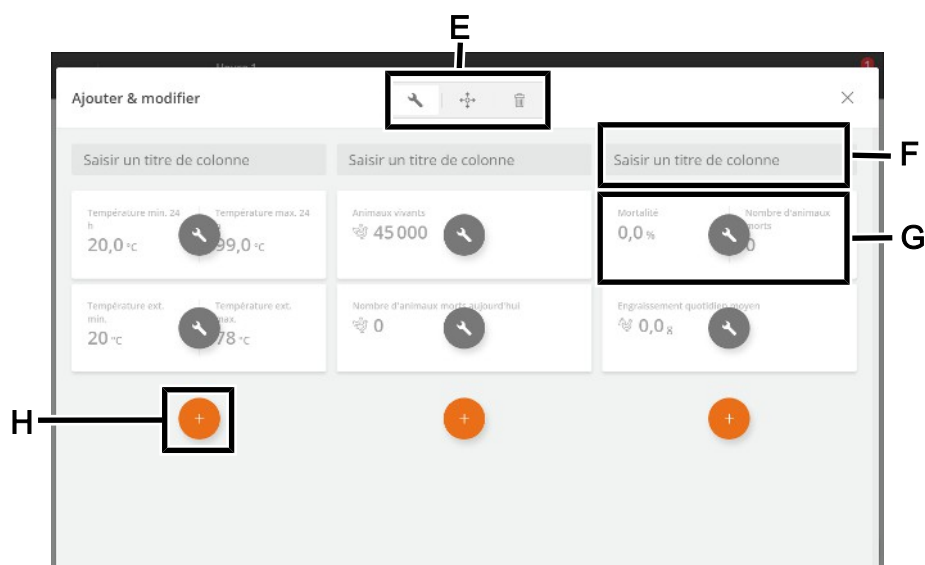 E
1
Ajouter & modifier
Saisir un titre de colonne
Saisir un titre de colonne
Saisir un titre de colonne
F
Température min. 24
h
20,0 °C
Température max. 24
99,0 °C
Animaux vivants
45 000
Mortalité
0,0 %
Nombre d'animaux
morts
0
G
Température ext.
min.
20 °C
Température ext.
max.
78 °C
Nombre d'animaux morts aujourd'hui
0
Engraissement quotidien moyen
0,0 g
H
+
+
+